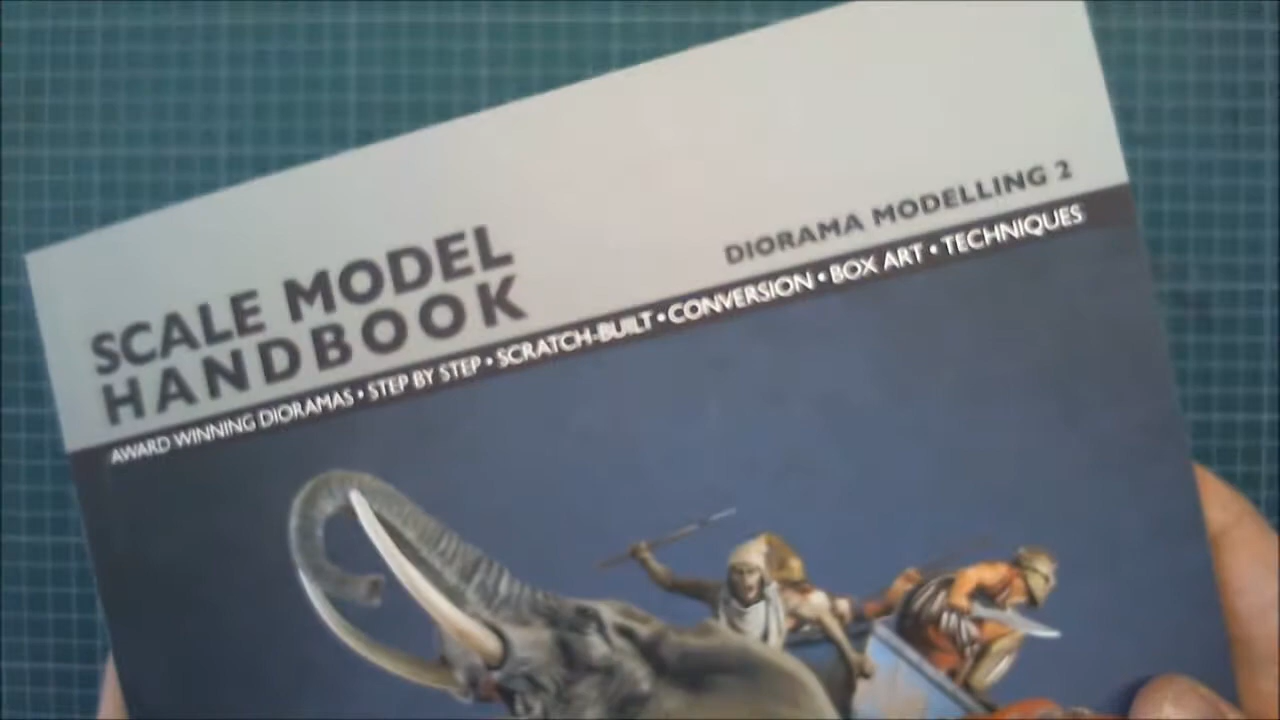 SCALE MODEL
HANDBOOK
DIORAMA MODELLING 2
AWARD WINNING DIORAMAS • STEP BY STEP • SCRATCH-BUILT • CONVERSION • BOX ART • TECHNIQUES